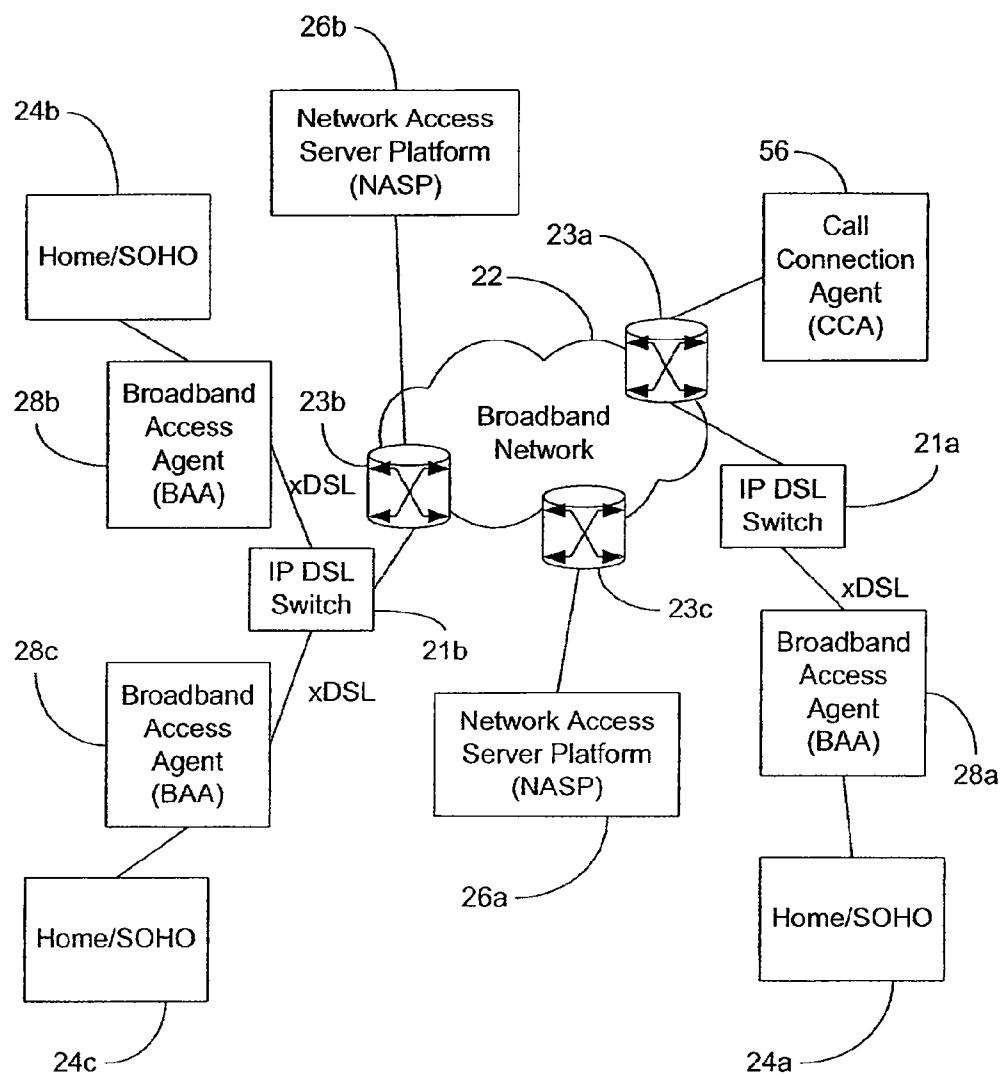 26b
24b
Network Access
Server Platform
(NASP)
56
Home/SOHO
23a
Call
Connection
Agent
(CCA)
22
28b
Broadband
Access
Agent
(BAA)
23b
xDSL
Broadband
Network
21a
IP DSL
Switch
IP DSL
Switch
xDSL
23c
21b
28c
Broadband
Access
Agent
(BAA)
xDSL
Network Access
Server Platform
(NASP)
Broadband
Access
Agent
(BAA)
28a
26a
Home/SOHO
Home/SOHO
24c
24a